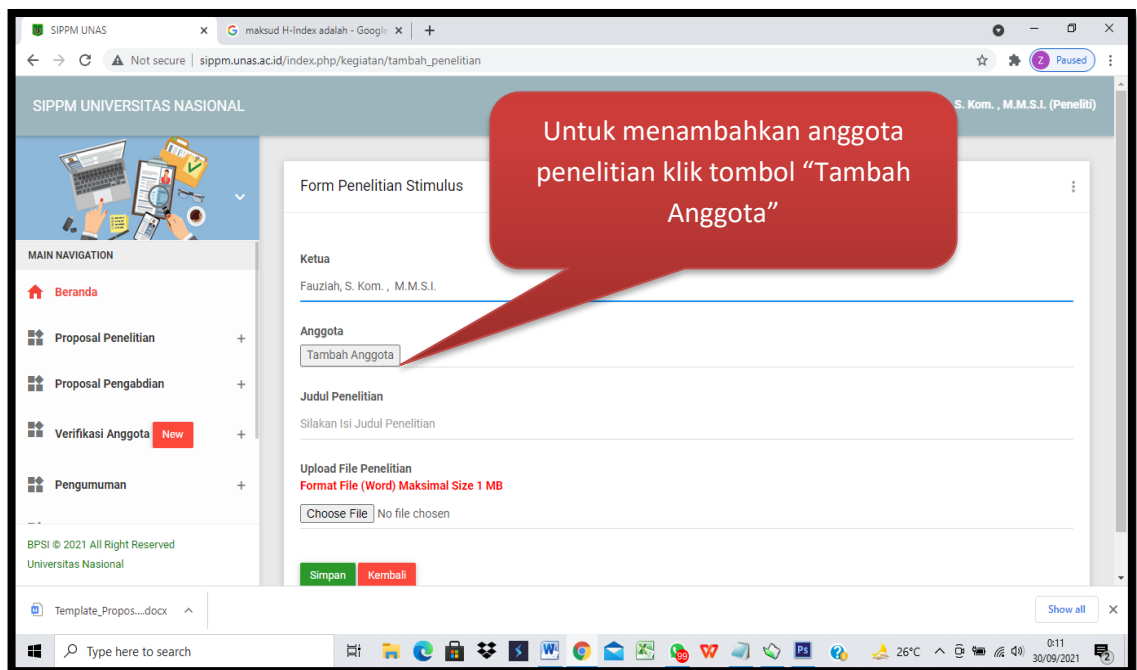 SIPPM UNAS
maksud H-Index adalah - Google
Not secure
sippm.unas.ac.id/index.php/kegiatan/tambah_penelitian
Z Paused
SIPPM UNIVERSITAS NASIONAL
S. Kom. , M.M.S.I. (Peneliti)
Untuk menambahkan anggota
penelitian klik tombol “Tambah
Anggota”
MAIN NAVIGATION
Beranda
Proposal Penelitian +
Proposal Pengabdian +
Verifikasi Anggota New +
Pengumuman +
BPSI © 2021 All Right Reserved
Universitas Nasional
Form Penelitian Stimulus
Ketua
Fauziah, S. Kom. , M.M.S.I.
Anggota
Tambah Anggota
Judul Penelitian
Silakan Isi Judul Penelitian
Upload File Penelitian
Format File (Word) Maksimal Size 1 MB
Choose File No file chosen
Simpan Kembali
Template_Propos....docx
Show all
Type here to search
99
26°C
0:11
30/09/2021
2